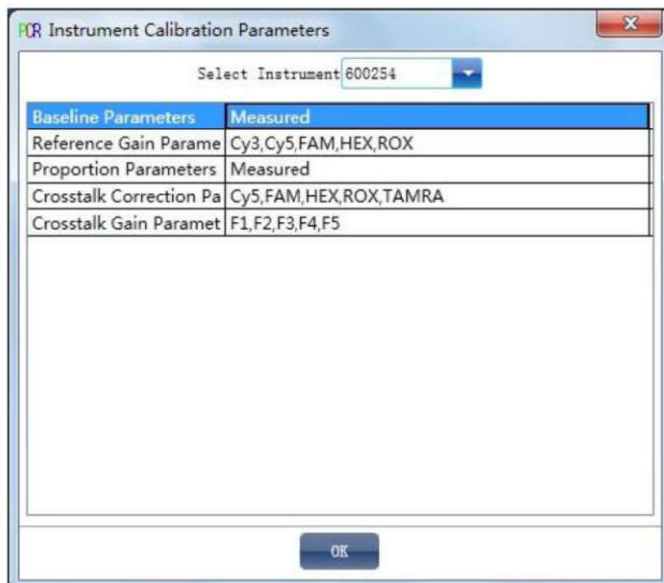 PCR Instrument Calibration Parameters
Select Instrument 600254
Baseline Parameters Measured
Reference Gain Parame Cy3,Cy5,FAM,HEX,ROX
Proportion Parameters Measured
Crosstalk Correction Pa Cy5,FAM,HEX,ROX,TAMRA
Crosstalk Gain Paramet F1,F2,F3,F4,F5
OK